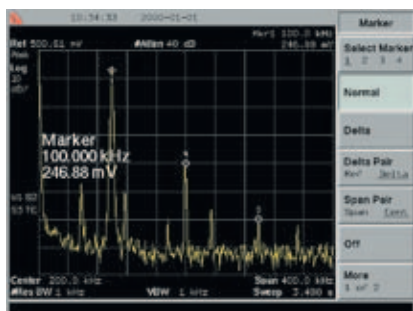 10:54:33 2000-01-01 Marker
Mkr1 100.0 kHz
Ref 500.01 mV #Atten 40 dB 246.88 mV
Select Marker
1 2 3 4
Peak
Log
10
dB/
Normal
Marker
100.000 kHz
246.88 mV
Delta
Delta Pair
Ref Delta
Span Pair
Span Cent
Off
Center 200.0 kHz Span 400.0 kHz
#Res BW 1 kHz VBW 1 kHz Sweep 3.400 s
More
1 of 2